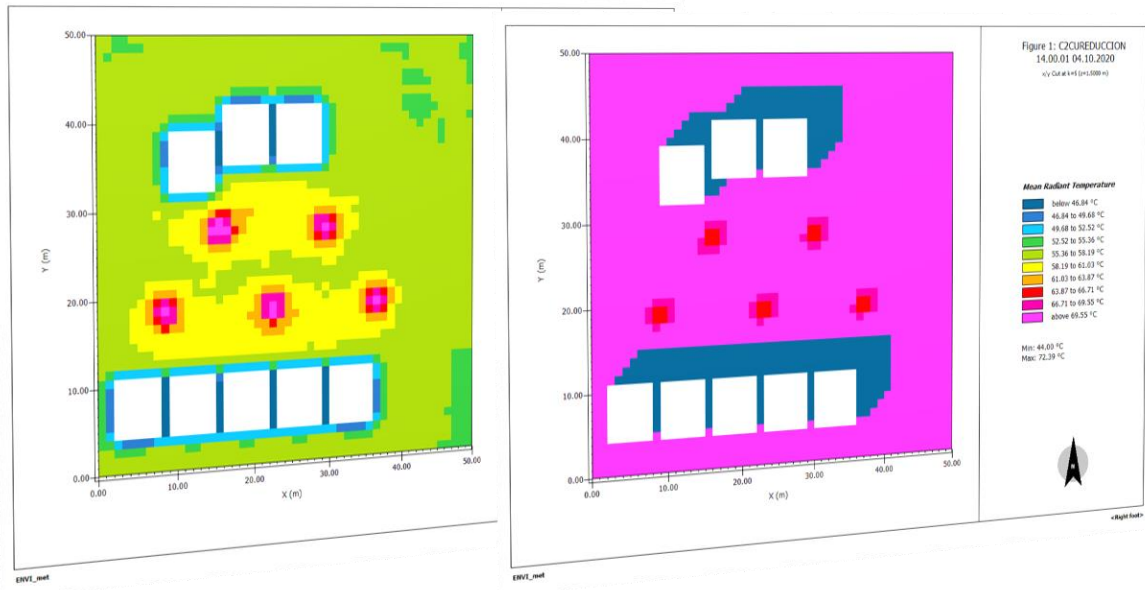 50.00
40.00
30.00
20.00
10.00
0.00
Y (m)
0.00
10.00
20.00
30.00
40.00
50.00
X (m)
ENVI_met
50.00
40.00
30.00
20.00
10.00
0.00
Y (m)
0.00
10.00
20.00
30.00
40.00
50.00
X (m)
ENVI_met
Figure 1: C2CUREDUCCION
14.00.01 04.10.2020
x/y Cut at k=5 (z=1.5000 m)
Mean Radiant Temperature
below 46.84 °C
46.84 to 49.68 °C
49.68 to 52.52 °C
52.52 to 55.36 °C
55.36 to 58.19 °C
58.19 to 61.03 °C
61.03 to 63.87 °C
63.87 to 66.71 °C
66.71 to 69.55 °C
above 69.55 °C
Min: 44.00 °C
Max: 72.39 °C
N
<Right foot>